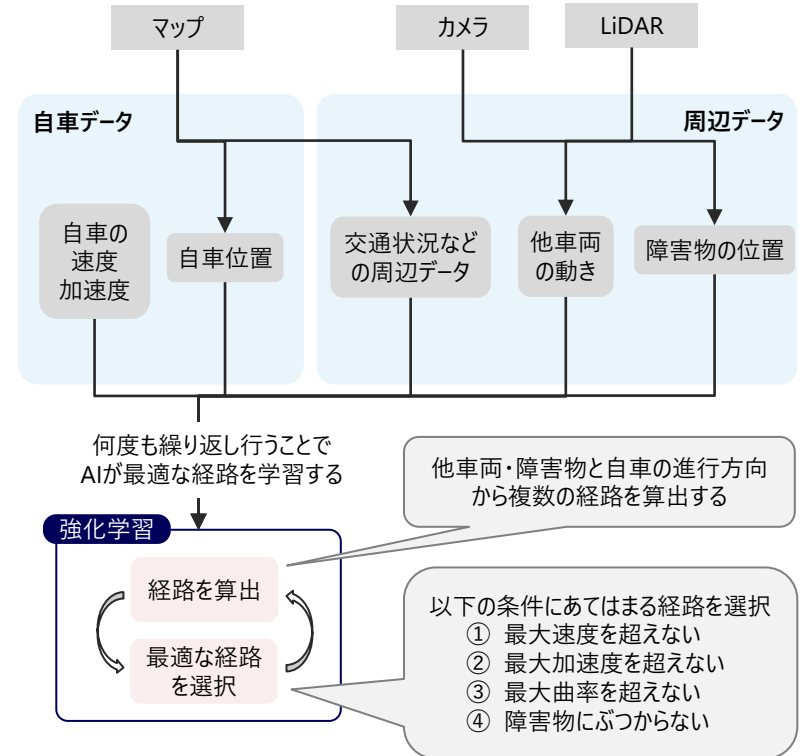 マップ
カメラ
LiDAR
自車データ
周辺データ
自車の
速度
加速度
自車位置
交通状況など
の周辺データ
他車両
の動き
障害物の位置
何度も繰り返し行うことで
AIが最適な経路を学習する
他車両・障害物と自車の進行方向
から複数の経路を算出する
強化学習
経路を算出
最適な経路
を選択
以下の条件にあてはまる経路を選択
① 最大速度を超えない
② 最大加速度を超えない
③ 最大曲率を超えない
④ 障害物にぶつからない